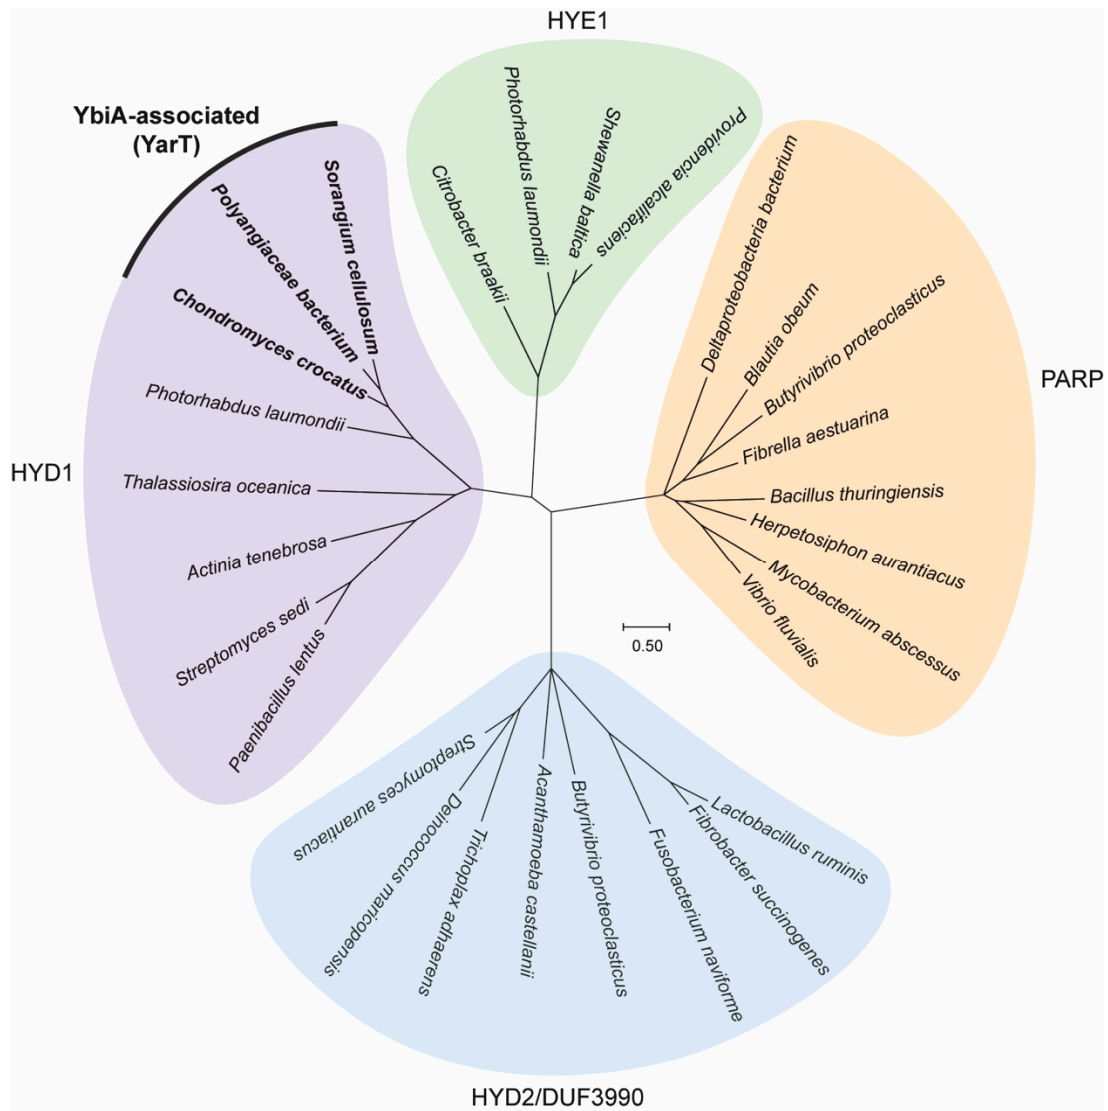 HYE1
YbiA-associated
(YarT)
Sorangium cellulosum
Polyangiaceae bacterium
Chondromyces crocatus
Photorhabdus laumondii
Thalassiosira oceanica
Actinia tenebrosa
Streptomyces sedi
Paenibacillus lentus
HYD1
Citrobacter braakii
Photorhabdus laumondii
Shewanella baltica
Providencia alcalifaciens
Deltaproteobacteria bacterium
Blautia obeum
Butyrivibrio proteoclasticus
Fibrella aestuarina
Bacillus thuringiensis
Herpetosiphon aurantiacus
Mycobacterium abscessus
Vibrio fluvialis
PARP
0.50
Streptomyces aurantiacus
Deinococcus maricopensis
Trichoplax adhaerens
Acanthamoeba castellanii
Butyrivibrio proteoclasticus
Fusobacterium naviforme
Fibrobacter succinogenes
Lactobacillus ruminis
HYD2/DUF3990